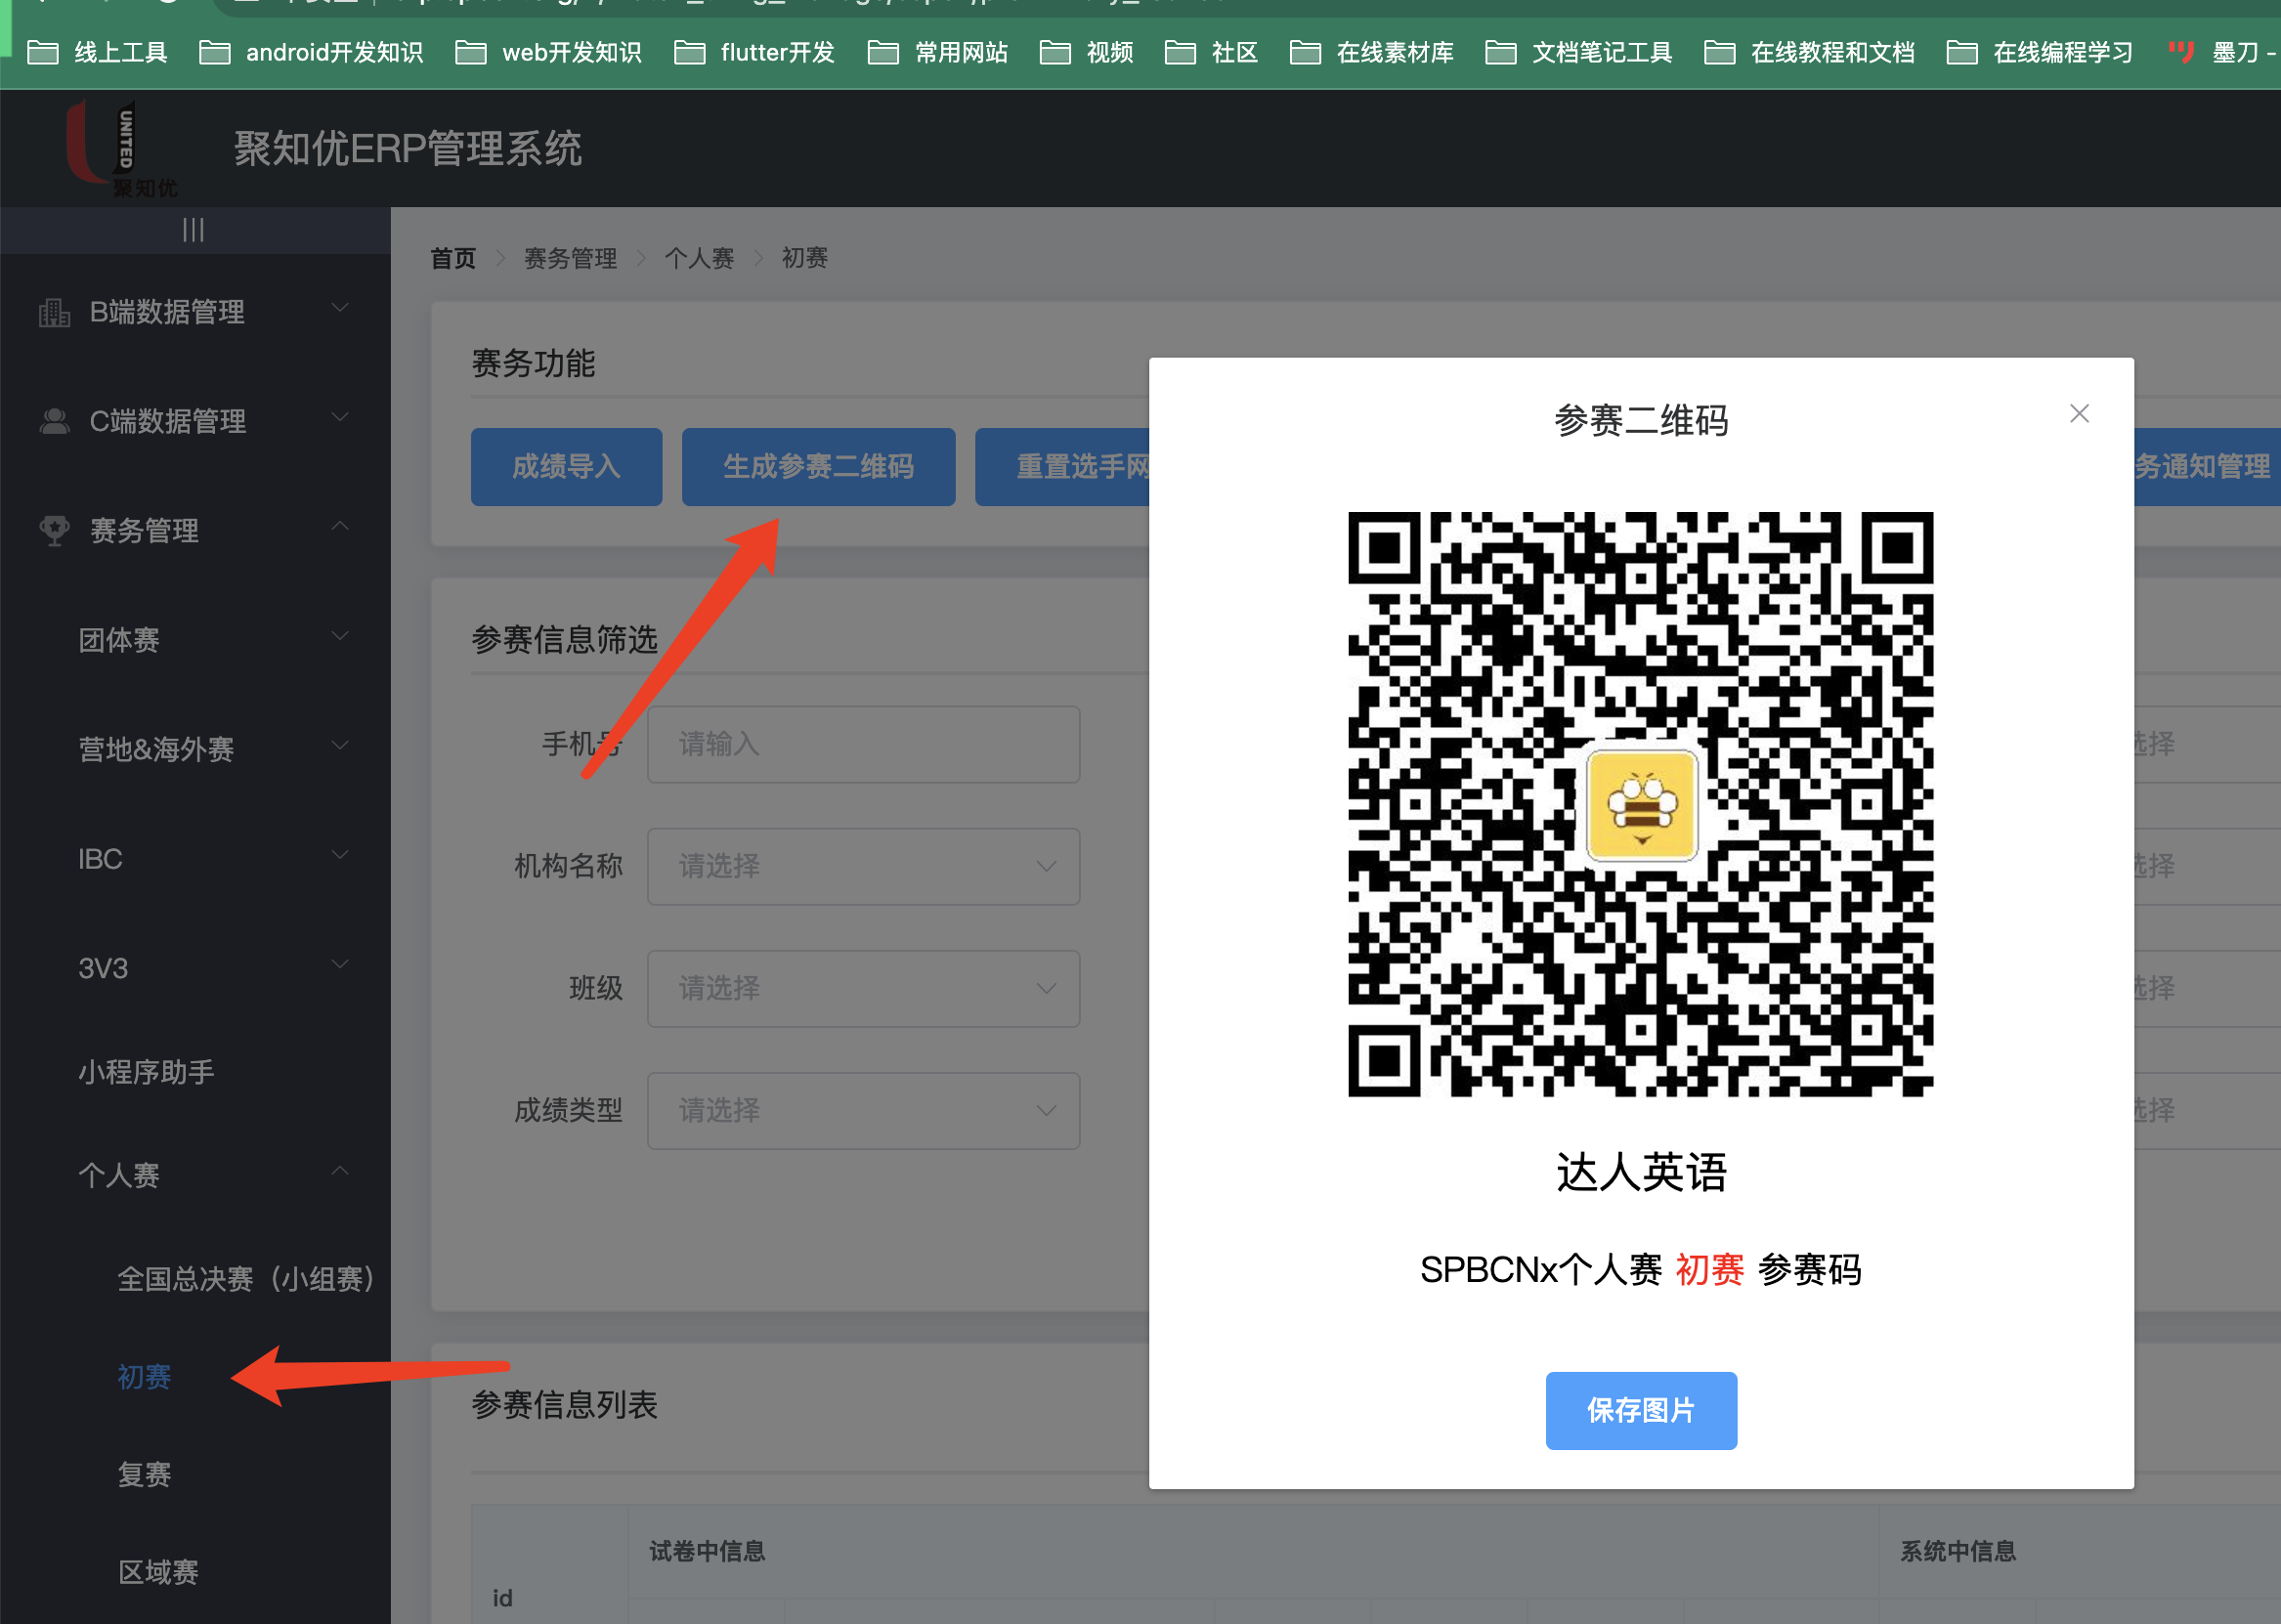 线上工具
android开发知识
web开发知识
flutter开发
常用网站
视频
社区
在线素材库
文档笔记工具
在线教程和文档
在线编程学习
墨刀 -
UNITED
聚知优
聚知优ERP管理系统
B端数据管理
C端数据管理
赛务管理
团体赛
营地&海外赛
IBC
3V3
小程序助手
个人赛
全国总决赛（小组赛）
初赛
复赛
区域赛
首页 赛务管理 个人赛 初赛
赛务功能
成绩导入
生成参赛二维码
重置选手网
务通知管理
参赛信息筛选
手机号 请输入
机构名称 请选择
班级 请选择
成绩类型 请选择
选择
选择
选择
选择
参赛信息列表
id
试卷中信息
系统中信息
参赛二维码
达人英语
SPBCNx个人赛 初赛 参赛码
保存图片